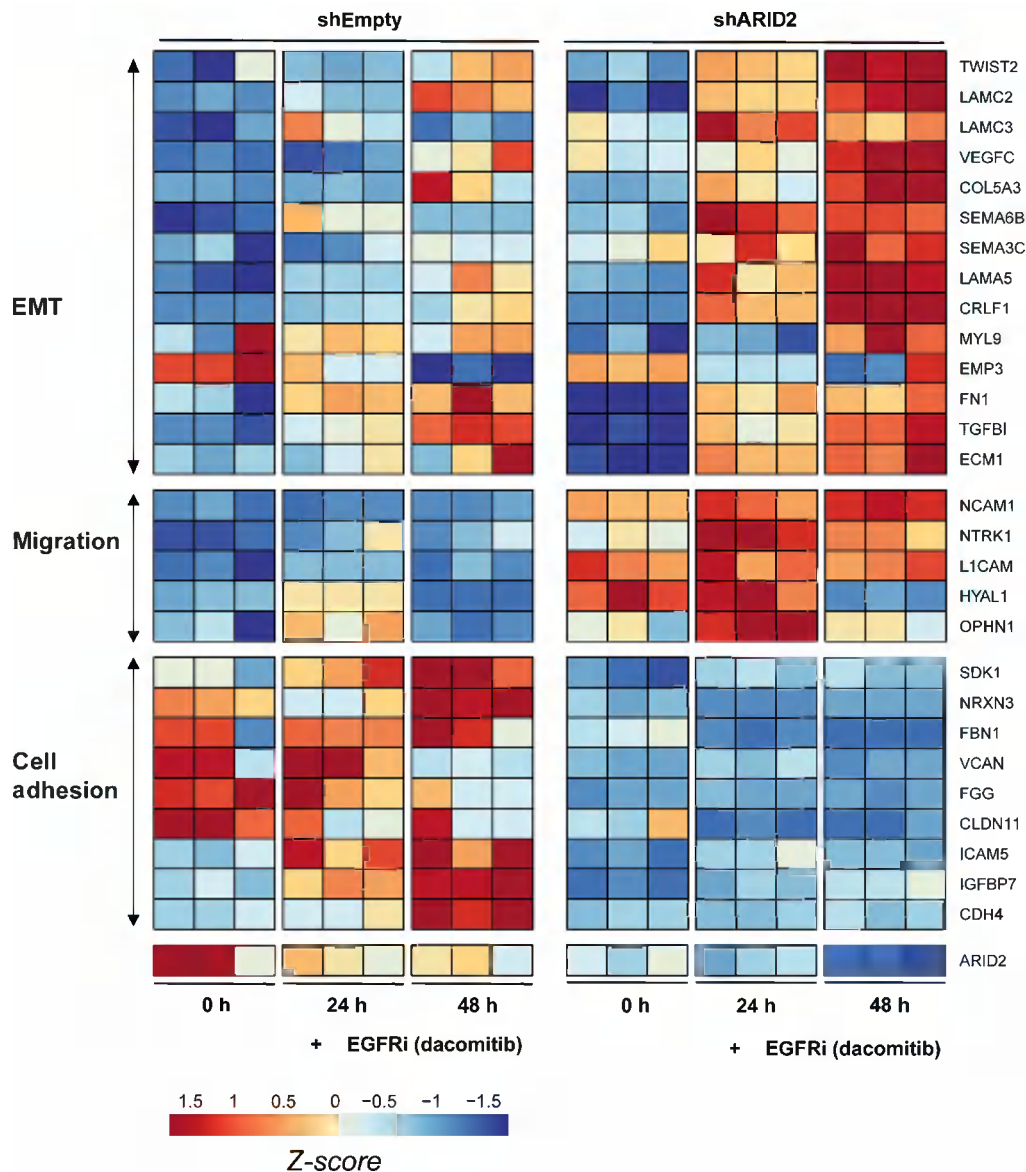 shEmpty shARID2
EMT
TWIST2
LAMC2
LAMC3
VEGFC
COL5A3
SEMA6B
SEMA3C
LAMA5
CRLF1
MYL9
EMP3
FN1
TGFBI
ECM1
Migration
NCAM1
NTRK1
L1CAM
HYAL1
OPHN1
Cell
adhesion
SDK1
NRXN3
FBN1
VCAN
FGG
CLDN11
ICAM5
IGFBP7
CDH4
ARID2
0 h 24 h 48 h 0 h 24 h 48 h
+ EGFRi (dacomitib) + EGFRi (dacomitib)
1.5 1 0.5 0 −0.5 −1 −1.5
Z-score